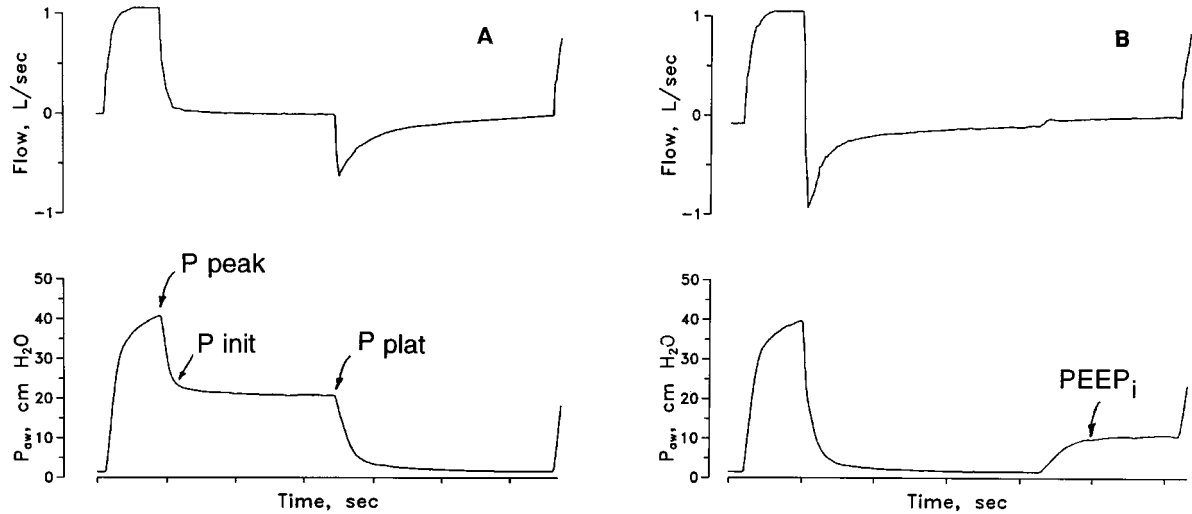 A
Flow, L/sec
1
0
-1
P peak
P init
P plat
P aw, cm H2O
50
40
30
20
10
0
Time, sec
B
Flow, L/sec
1
0
-1
PEEPi
Paw, cm H2O
50
40
30
20
10
0
Time, sec